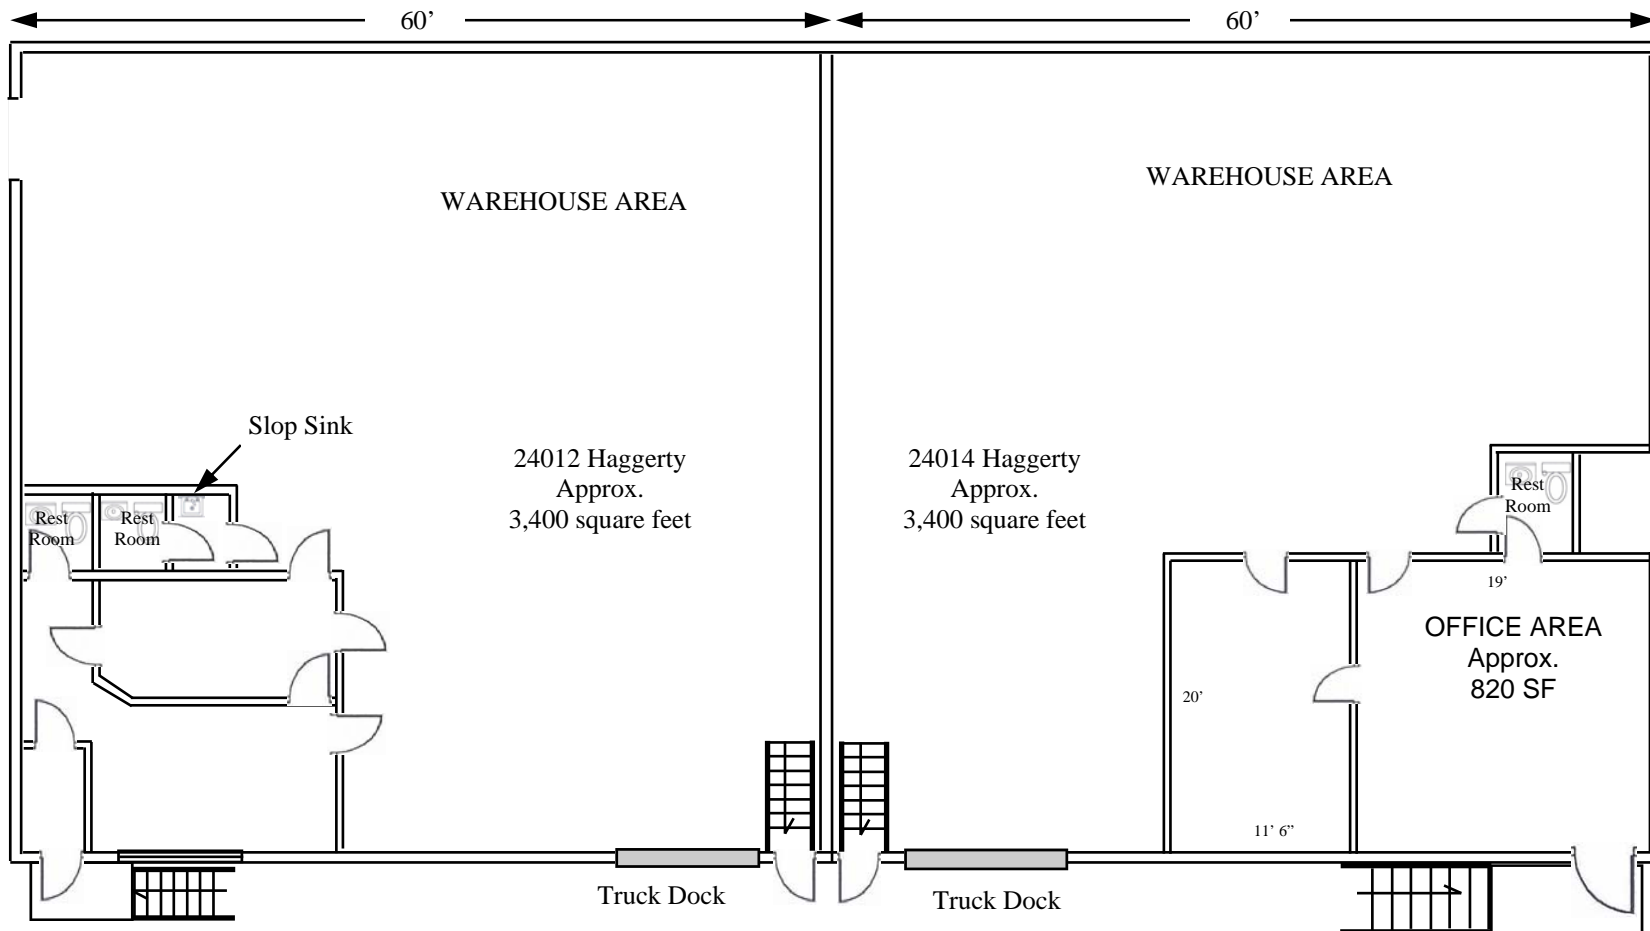 60’
60’
WAREHOUSE AREA
WAREHOUSE AREA
Slop Sink
24012 Haggerty
Approx.
3,400 square feet
24014 Haggerty
Approx.
3,400 square feet
Rest
Room
Rest
Room
Rest
Room
19’
OFFICE AREA
Approx.
820 SF
20’
11’ 6”
Truck Dock
Truck Dock